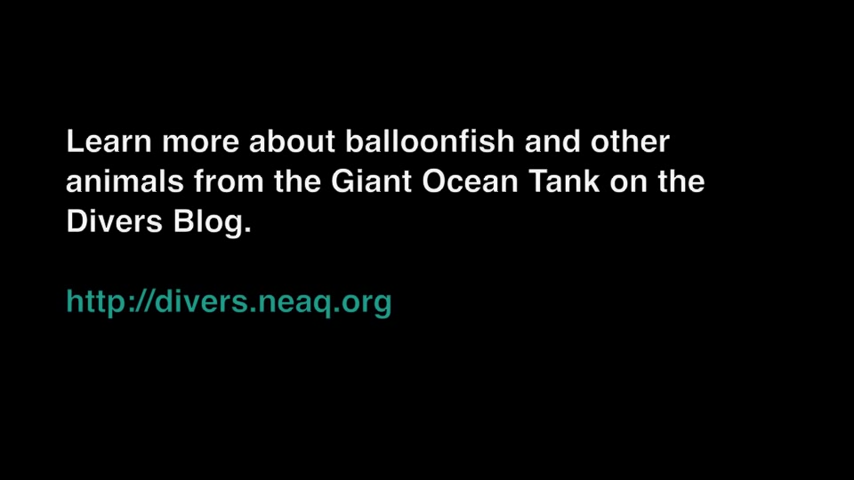 Learn more about balloonfish and other
animals from the Giant Ocean Tank on the
Divers Blog.
http://divers.neaq.org